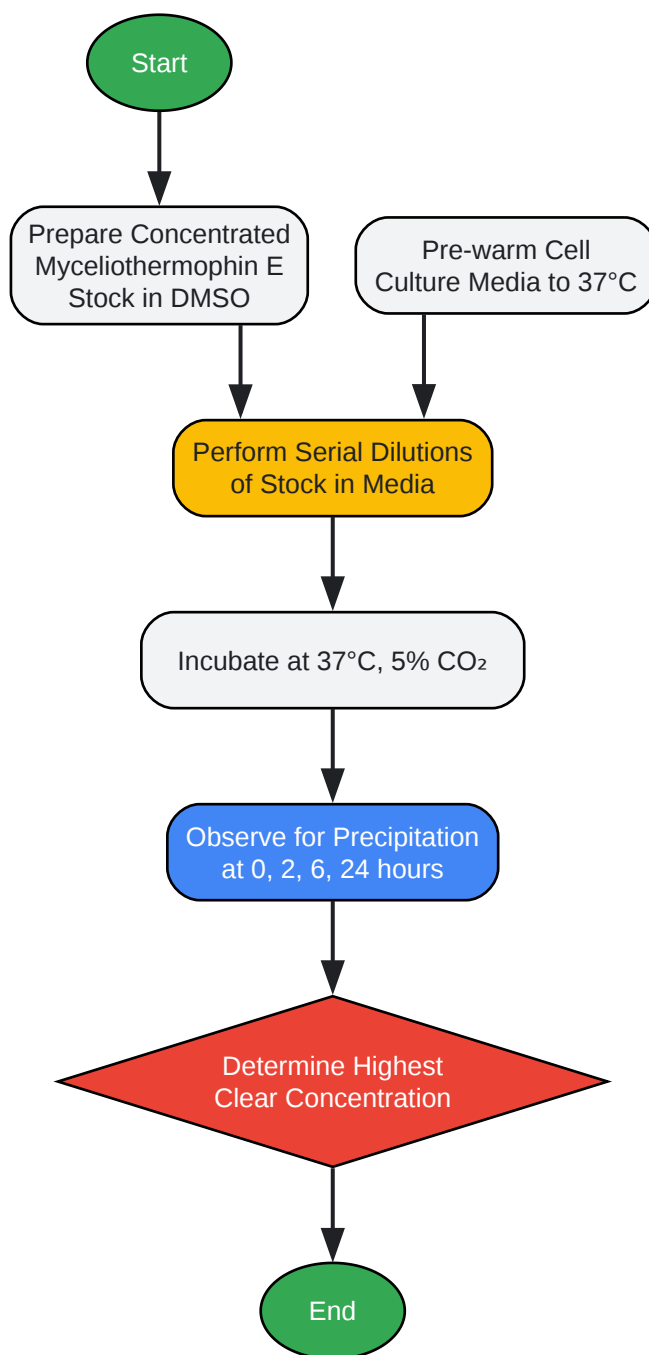 Start
Prepare Concentrated
Myceliothermophin E
Stock in DMSO
Pre-warm Cell
Culture Media to 37°C
Perform Serial Dilutions
of Stock in Media
Incubate at 37°C, 5% CO₂
Observe for Precipitation
at 0, 2, 6, 24 hours
Determine Highest
Clear Concentration
End